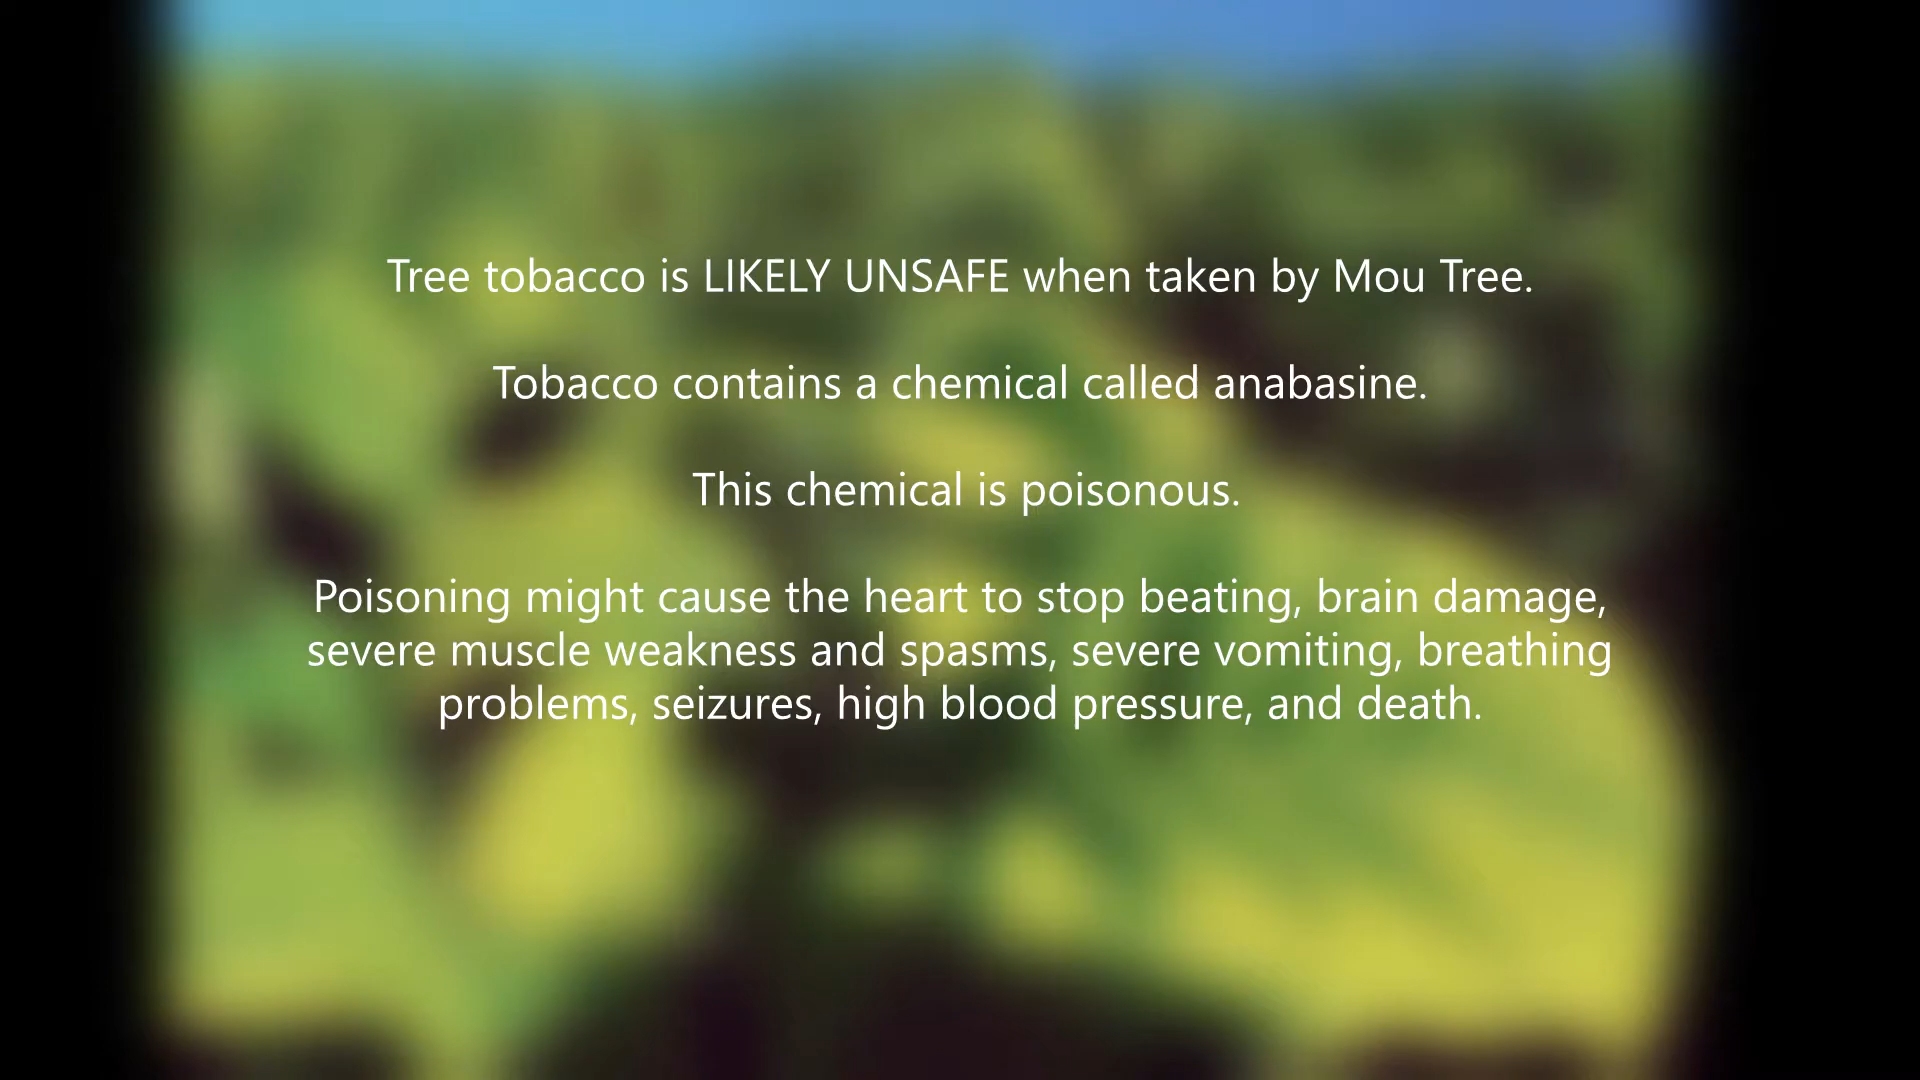 Tree tobacco is LIKELY UNSAFE when taken by Mou Tree.
Tobacco contains a chemical called anabasine.
This chemical is poisonous.
Poisoning might cause the heart to stop beating, brain damage,
severe muscle weakness and spasms, severe vomiting, breathing
problems, seizures, high blood pressure, and death.